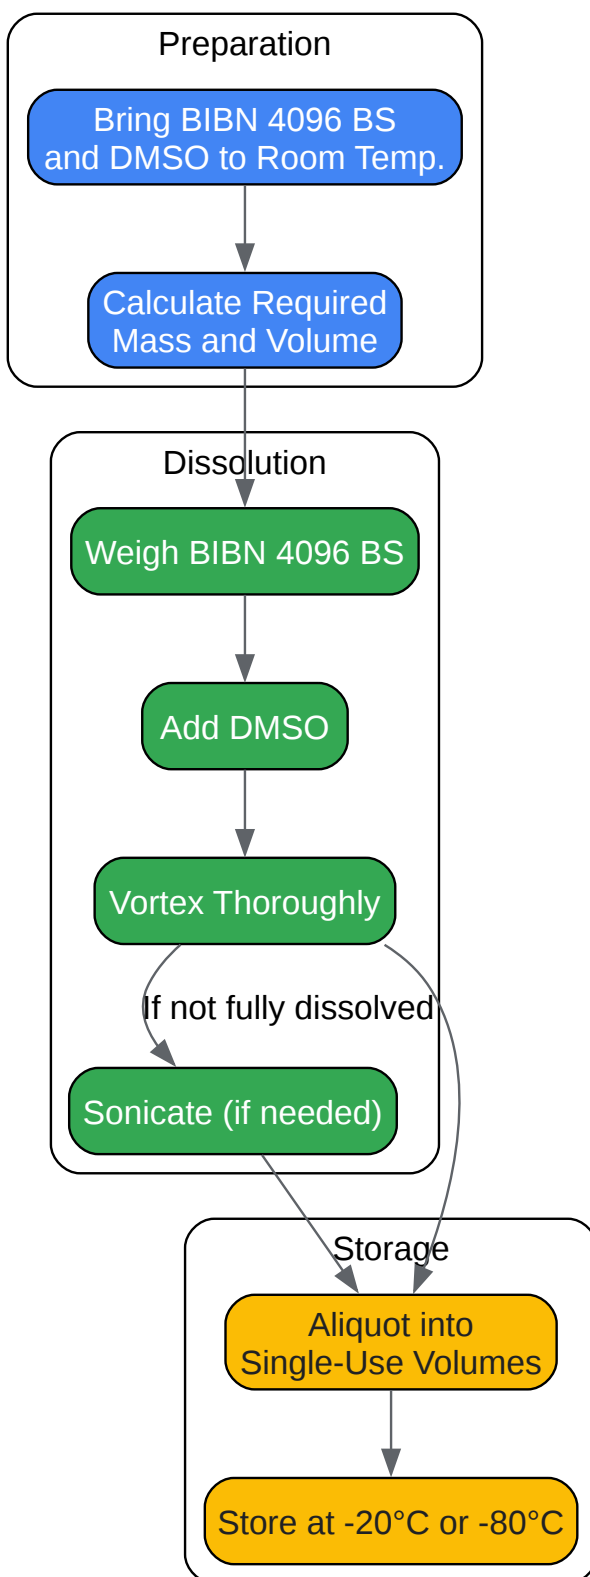 Preparation
Bring BIBN 4096 BS
and DMSO to Room Temp.
Calculate Required
Mass and Volume
Dissolution
Weigh BIBN 4096 BS
Add DMSO
Vortex Thoroughly
If not fully dissolved
Sonicate (if needed)
Storage
Aliquot into
Single-Use Volumes
Store at -20°C or -80°C